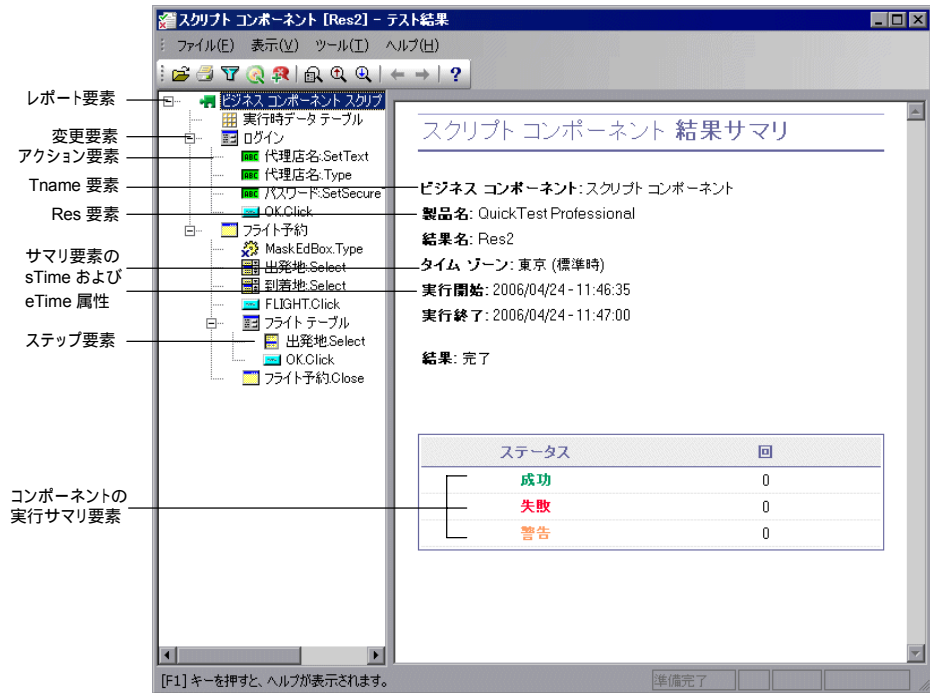 スクリプト コンポーネント [Res2] - テスト結果
ファイル(F) 表示(V) ツール(T) ヘルプ(H)
レポート要素
変更要素
アクション要素
Tname 要素
Res 要素
サマリ要素の
sTime および
eTime 属性
ステップ要素
コンポーネントの
実行サマリ要素
ビジネス コンポーネント スクリプ
実行時データ テーブル
ログイン
代理店名:SetText
代理店名:Type
パスワード:SetSecure
OK.Click
フライト予約
MaskEdBox.Type
出発地:Select
到着地:Select
FLIGHT.Click
フライト テーブル
出発地:Select
OK.Click
フライト予約.Close
スクリプト コンポーネント 結果サマリ
ビジネス コンポーネント: スクリプト コンポーネント
製品名: QuickTest Professional
結果名: Res2
タイム ゾーン: 東京 (標準時)
実行開始: 2006/04/24 - 11:46:35
実行終了: 2006/04/24 - 11:47:00
結果: 完了
ステータス 回
成功 0
失敗 0
警告 0
[F1] キーを押すと、ヘルプが表示されます。
準備完了